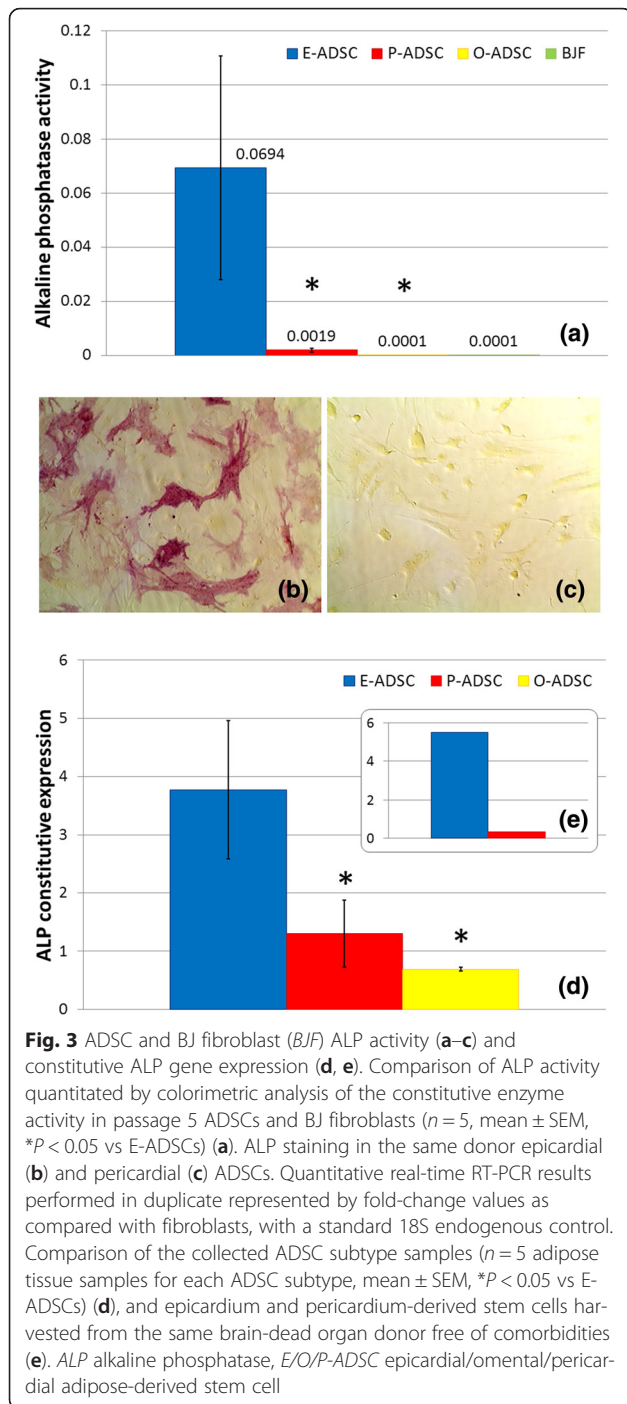 0.12
E-ADSC P-ADSC O-ADSC BJF
0.1
0.08
0.0694
0.06
0.04
0.02
* *
0.0019 0.0001 0.0001
0
Alkaline phosphatase activity
(a)
(b) (c)
6
E-ADSC P-ADSC O-ADSC
5
4
3
2
1
0
ALP constitutive expression
6
4
2
0
(e)
*
*
(d)
Fig. 3 ADSC and BJ fibroblast (BJF) ALP activity (a–c) and
constitutive ALP gene expression (d, e). Comparison of ALP activity
quantitated by colorimetric analysis of the constitutive enzyme
activity in passage 5 ADSCs and BJ fibroblasts (n = 5, mean ± SEM,
*P < 0.05 vs E-ADSCs) (a). ALP staining in the same donor epicardial
(b) and pericardial (c) ADSCs. Quantitative real-time RT-PCR results
performed in duplicate represented by fold-change values as
compared with fibroblasts, with a standard 18S endogenous control.
Comparison of the collected ADSC subtype samples (n = 5 adipose
tissue samples for each ADSC subtype, mean ± SEM, *P < 0.05 vs E-
ADSCs) (d), and epicardium and pericardium-derived stem cells har-
vested from the same brain-dead organ donor free of comorbidities
(e). ALP alkaline phosphatase, E/O/P-ADSC epicardial/omental/pericar-
dial adipose-derived stem cell